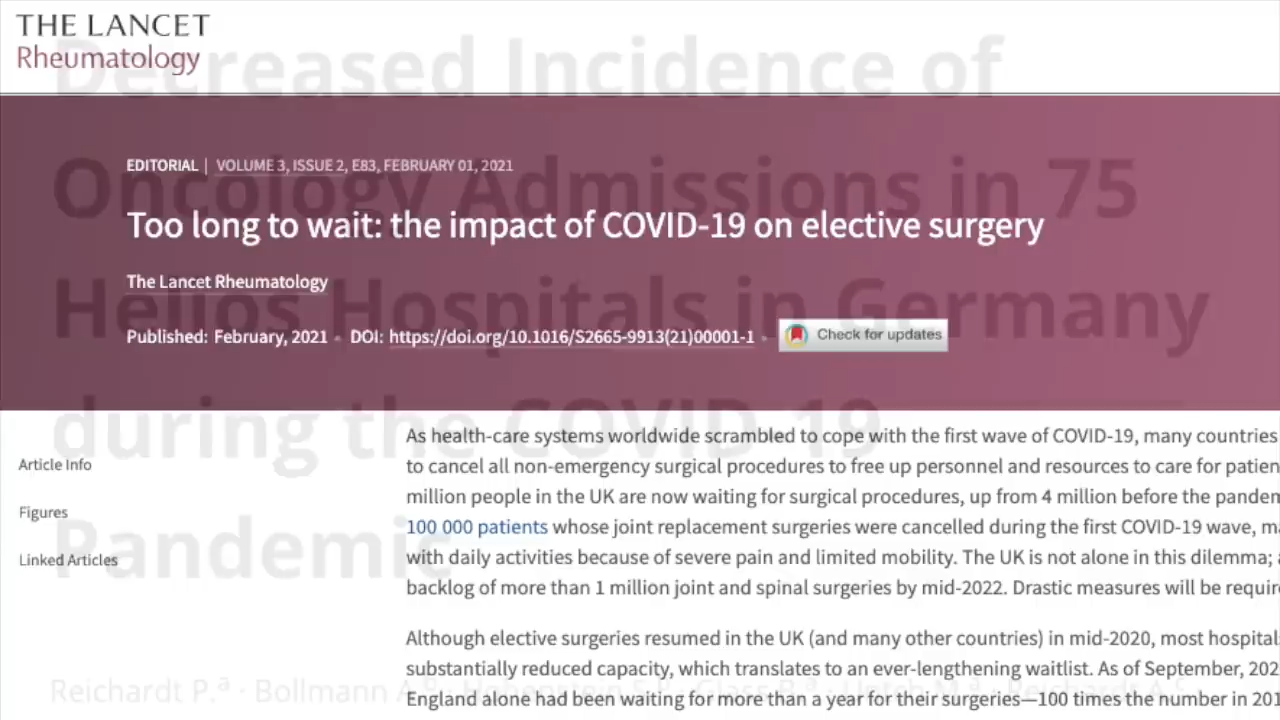 THE LANCET
Rheumatology
Decreased Incidence of
Oncology Admissions in 75
Helios Hospitals in Germany
during the COVID-19
Pandemic
EDITORIAL | VOLUME 3, ISSUE 2, E83, FEBRUARY 01, 2021
Too long to wait: the impact of COVID-19 on elective surgery
The Lancet Rheumatology
Published: February, 2021 • DOI: https://doi.org/10.1016/S2665-9913(21)00001-1 • Check for updates
Article Info
Figures
Linked Articles
As health-care systems worldwide scrambled to cope with the first wave of COVID-19, many countries
to cancel all non-emergency surgical procedures to free up personnel and resources to care for patien
million people in the UK are now waiting for surgical procedures, up from 4 million before the pandem
100 000 patients whose joint replacement surgeries were cancelled during the first COVID-19 wave, m
with daily activities because of severe pain and limited mobility. The UK is not alone in this dilemma;
backlog of more than 1 million joint and spinal surgeries by mid-2022. Drastic measures will be requir
Although elective surgeries resumed in the UK (and many other countries) in mid-2020, most hospital
substantially reduced capacity, which translates to an ever-lengthening waitlist. As of September, 202
England alone had been waiting for more than a year for their surgeries—100 times the number in 201
Reichardt P.ª · Bollmann A.